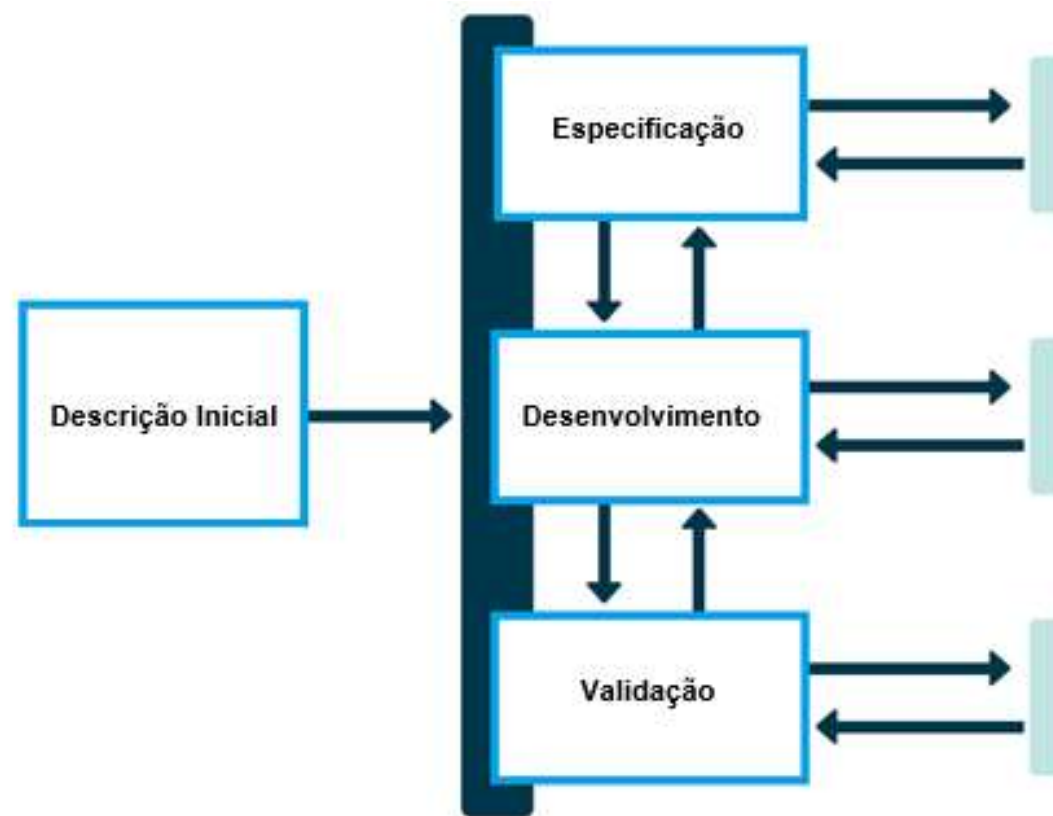 Especificação
Descrição Inicial
Desenvolvimento
Validação